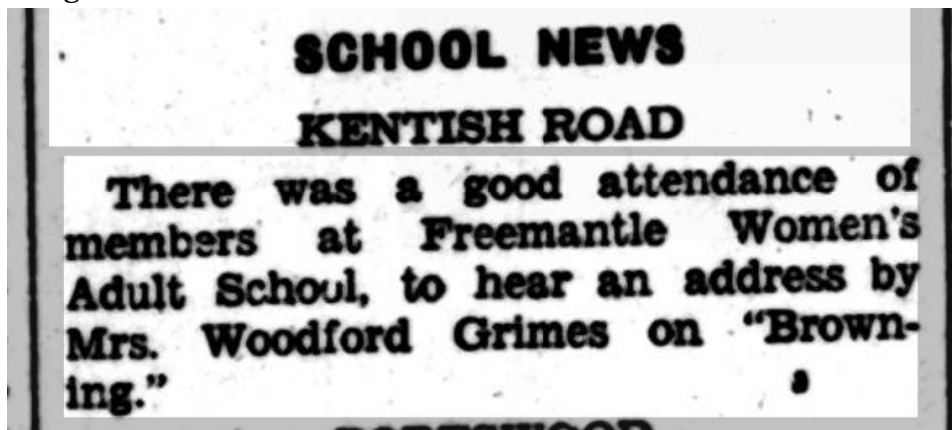 SCHOOL NEWS
KENTISH ROAD
There was a good attendance of
members at Freemantle Women's
Adult School, to hear an address by
Mrs. Woodford Grimes on "Brown-
ing."